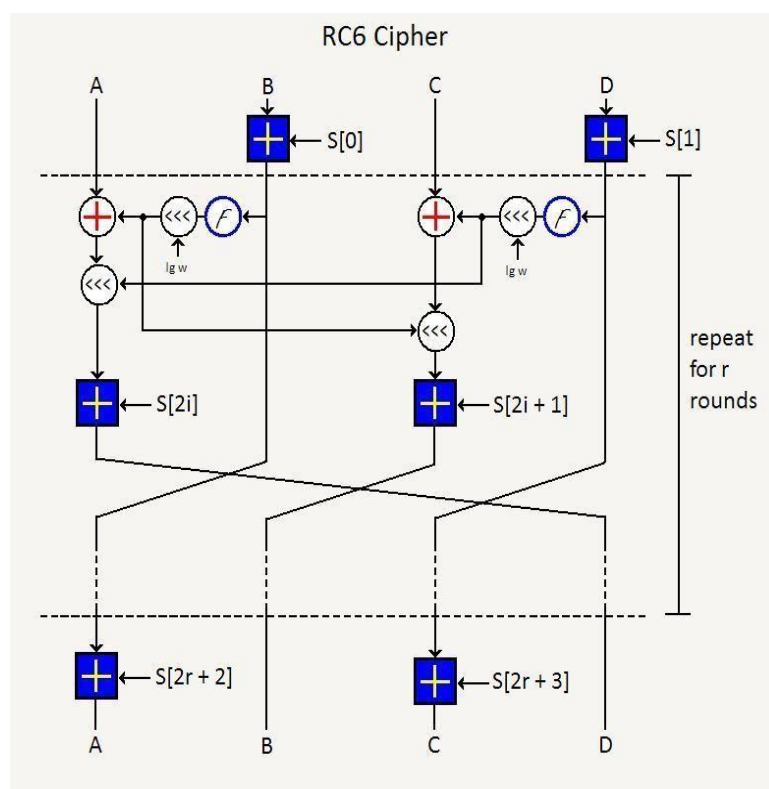 RC6 Cipher
A B C D
S[0] S[1]
<<< F <<< F
lg w lg w
<<<
<<<
repeat
for r
rounds
S[2i] S[2i + 1]
S[2r + 2] S[2r + 3]
A B C D